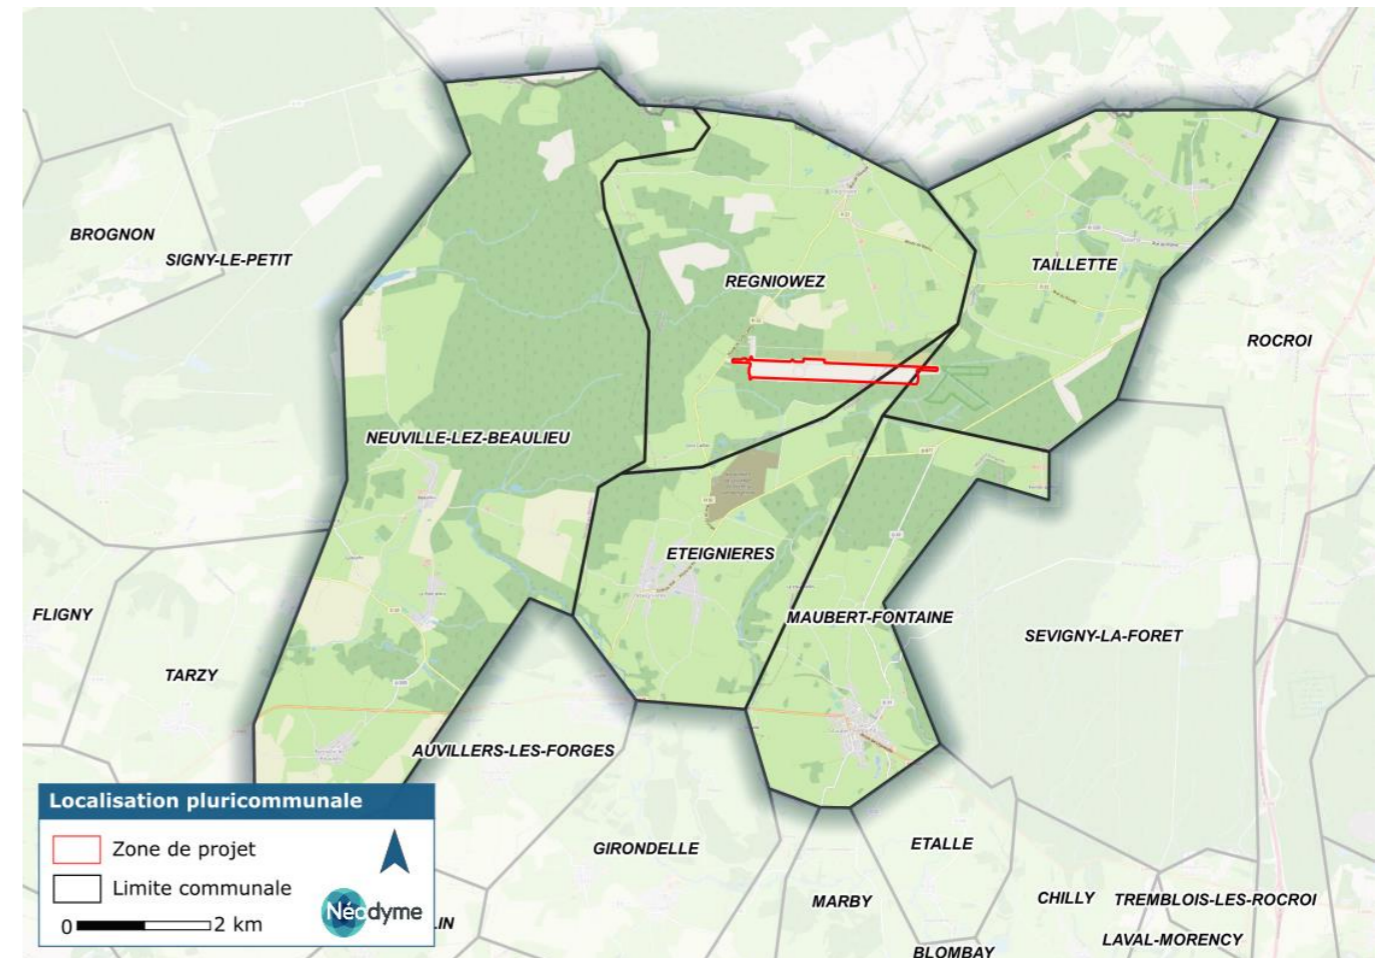 BROGNON
SIGNY-LE-PETIT
REGNIOWEZ
TAILLETTE
ROCROI
NEUVILLE-LEZ-BEAULIEU
ETEIGNIERES
MAUBERT-FONTAINE
SEVIGNY-LA-FORET
FLIGNY
TARZY
AUVILLERS-LES-FORGES
GIRONDELLE
ETALLE
MARBY
CHILLY
TREMBLOIS-LES-ROCROI
LAVAL-MORENCY
BLOMBAY
LIN
Localisation pluricommunale
Zone de projet
Limite communale
0 2 km
Néodyme